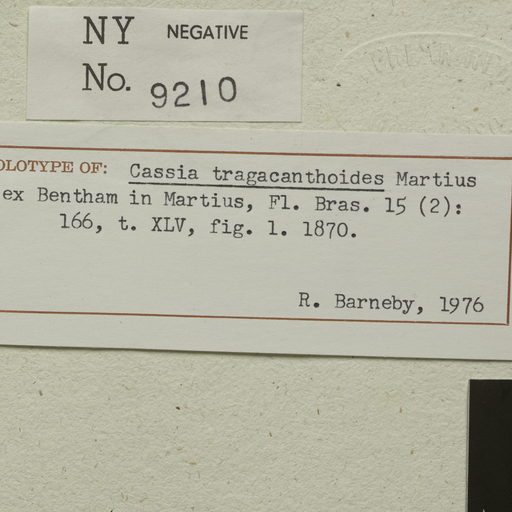 NY NEGATIVE
No. 9210
OLOTYPE OF: Cassia tragacanthoides Martius
ex Bentham in Martius, Fl. Bras. 15 (2):
166, t. XLV, fig. 1. 1870.
R. Barneby, 1976